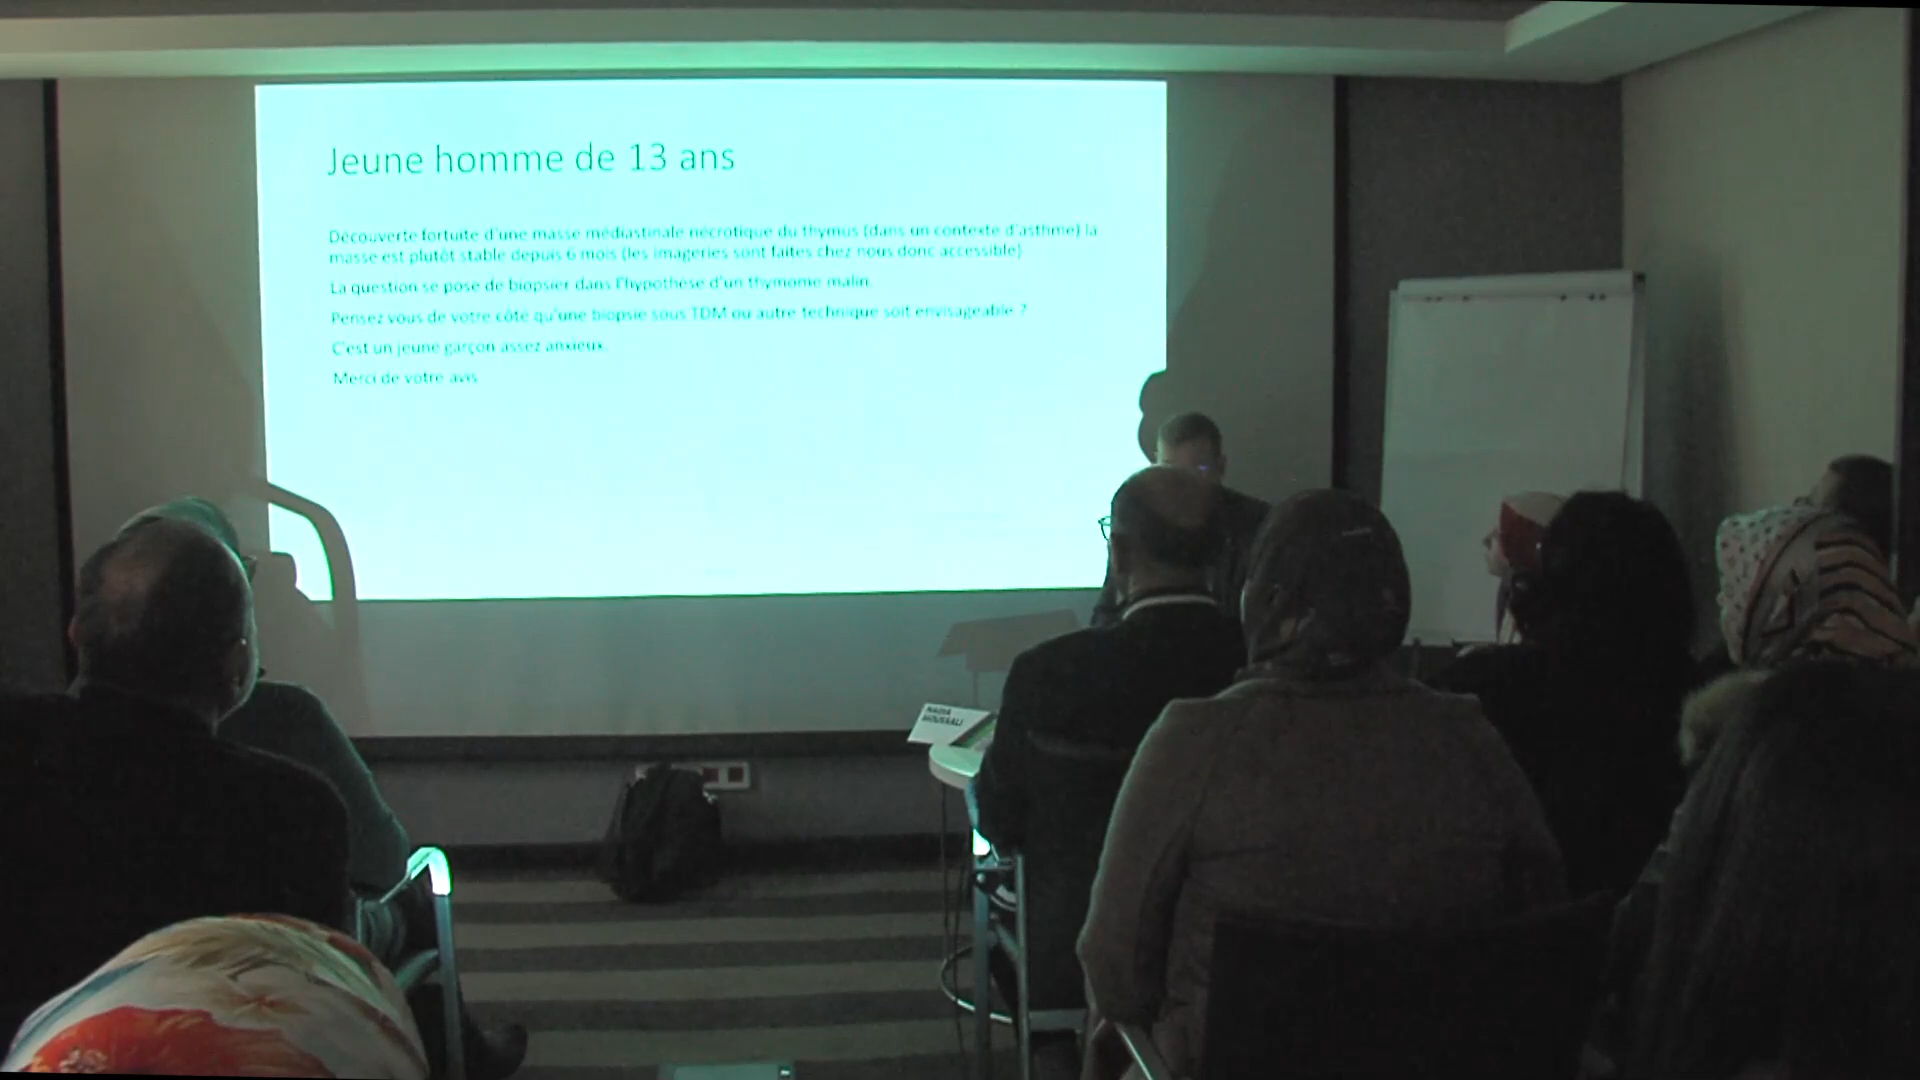 Jeune homme de 13 ans
Découverte fortuite d'une masse médiastinale nécrotique du thymus (dans un contexte d'asthme) la
masse est plutôt stable depuis 6 mois (les imageries sont faites chez nous donc accessible)
La question se pose de biopsier dans l'hypothèse d'un thymome malin.
Pensez vous de votre côté qu'une biopsie sous TDM ou autre technique soit envisageable ?
C'est un jeune garçon assez anxieux.
Merci de votre avis
NADIA
MOUSSALI